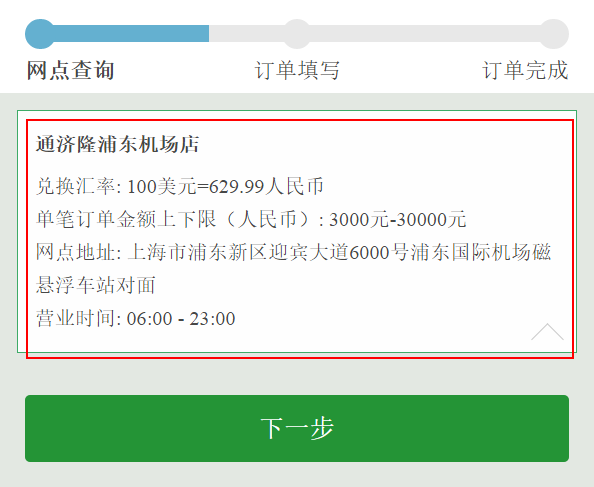 网点查询 订单填写 订单完成
通济隆浦东机场店
兑换汇率: 100美元=629.99人民币
单笔订单金额上下限（人民币）: 3000元-30000元
网点地址: 上海市浦东新区迎宾大道6000号浦东国际机场磁
悬浮车站对面
营业时间: 06:00 - 23:00
下一步